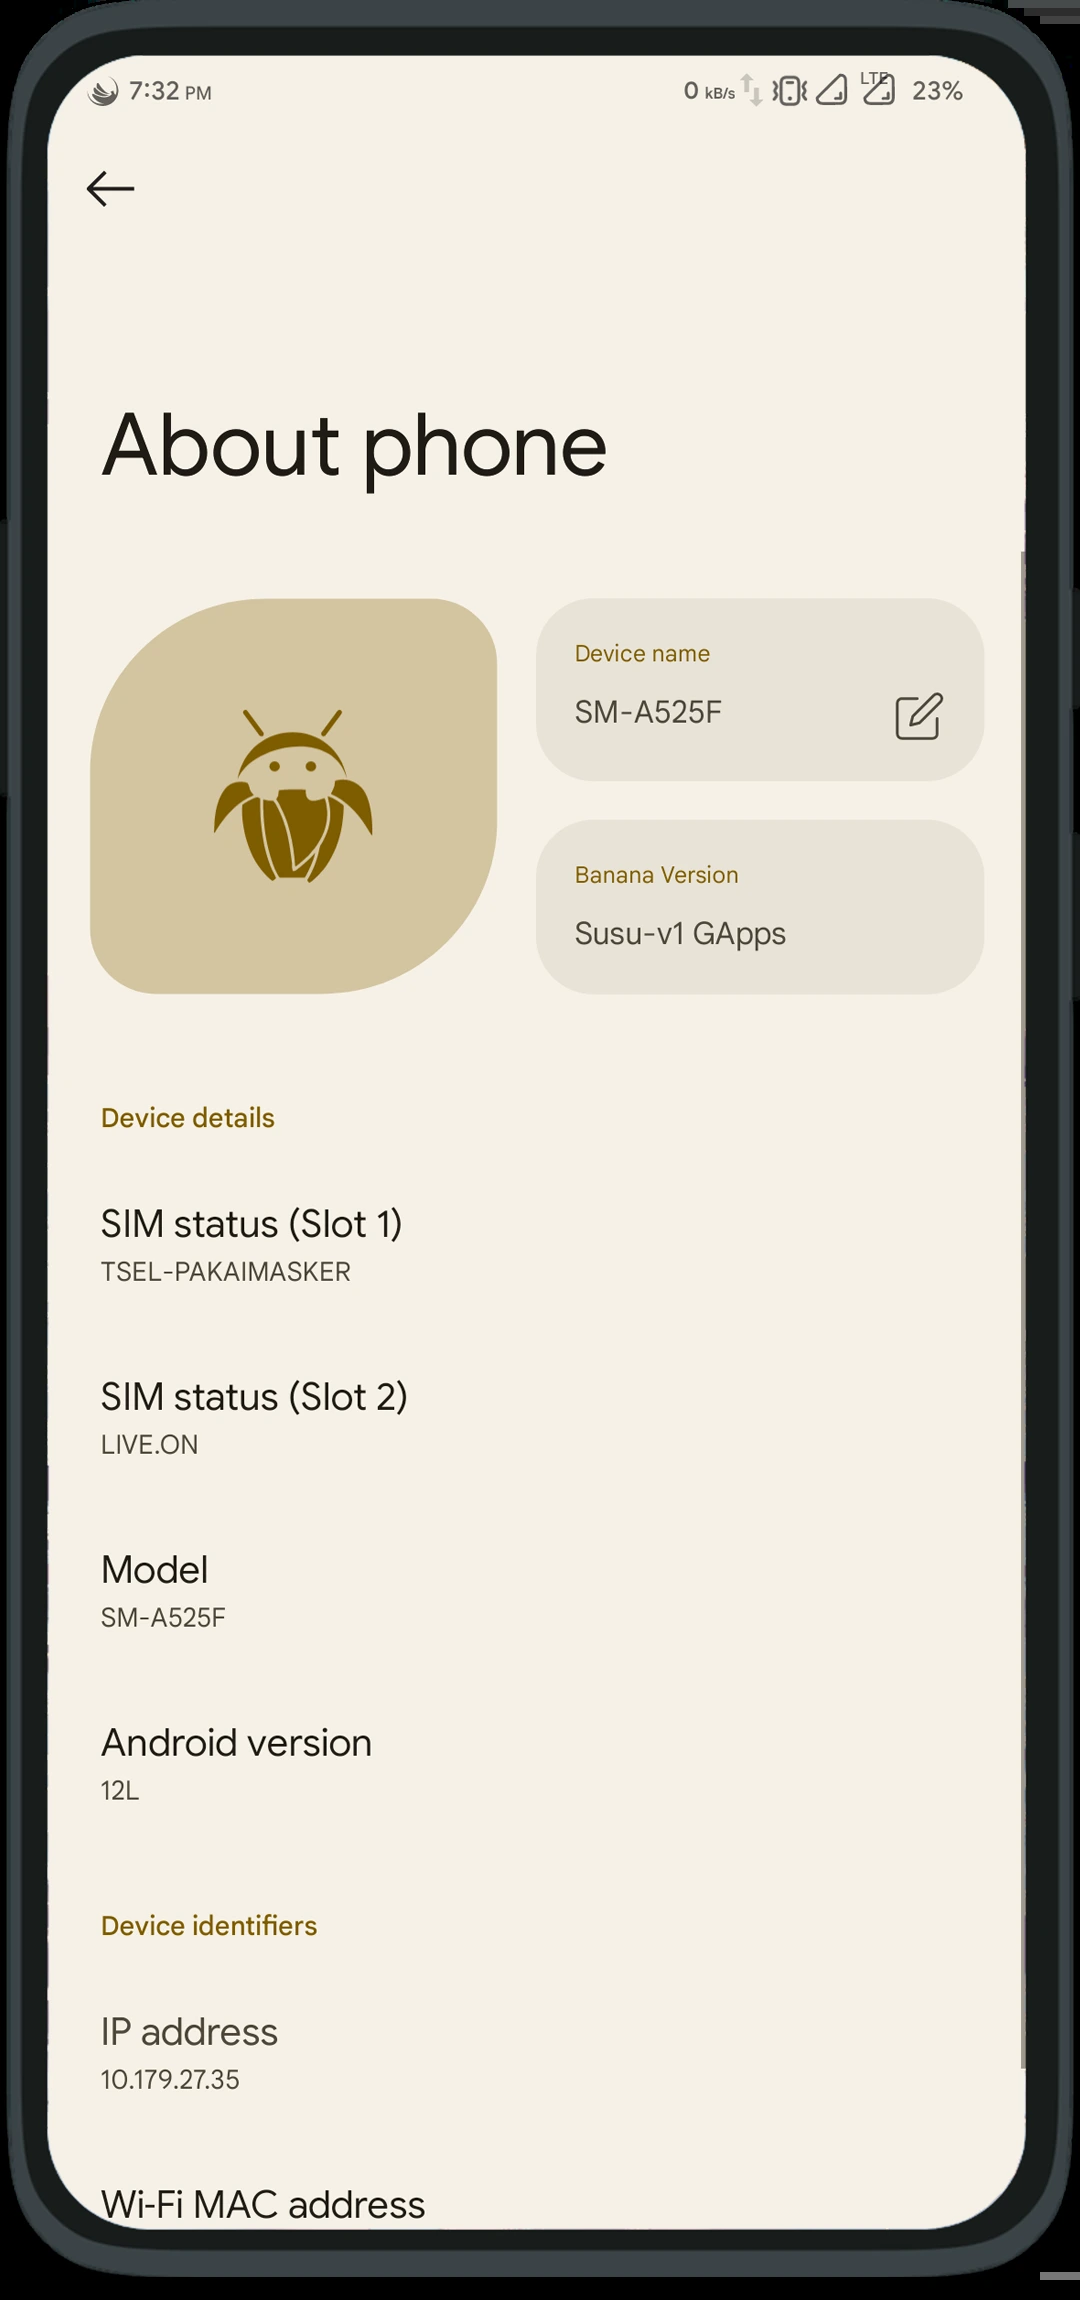 7:32 PM
0 kB/s LTE 23%
About phone
Device name
SM-A525F
Banana Version
Susu-v1 GApps
Device details
SIM status (Slot 1)
TSEL-PAKAIMASKER
SIM status (Slot 2)
LIVE.ON
Model
SM-A525F
Android version
12L
Device identifiers
IP address
10.179.27.35
Wi-Fi MAC address